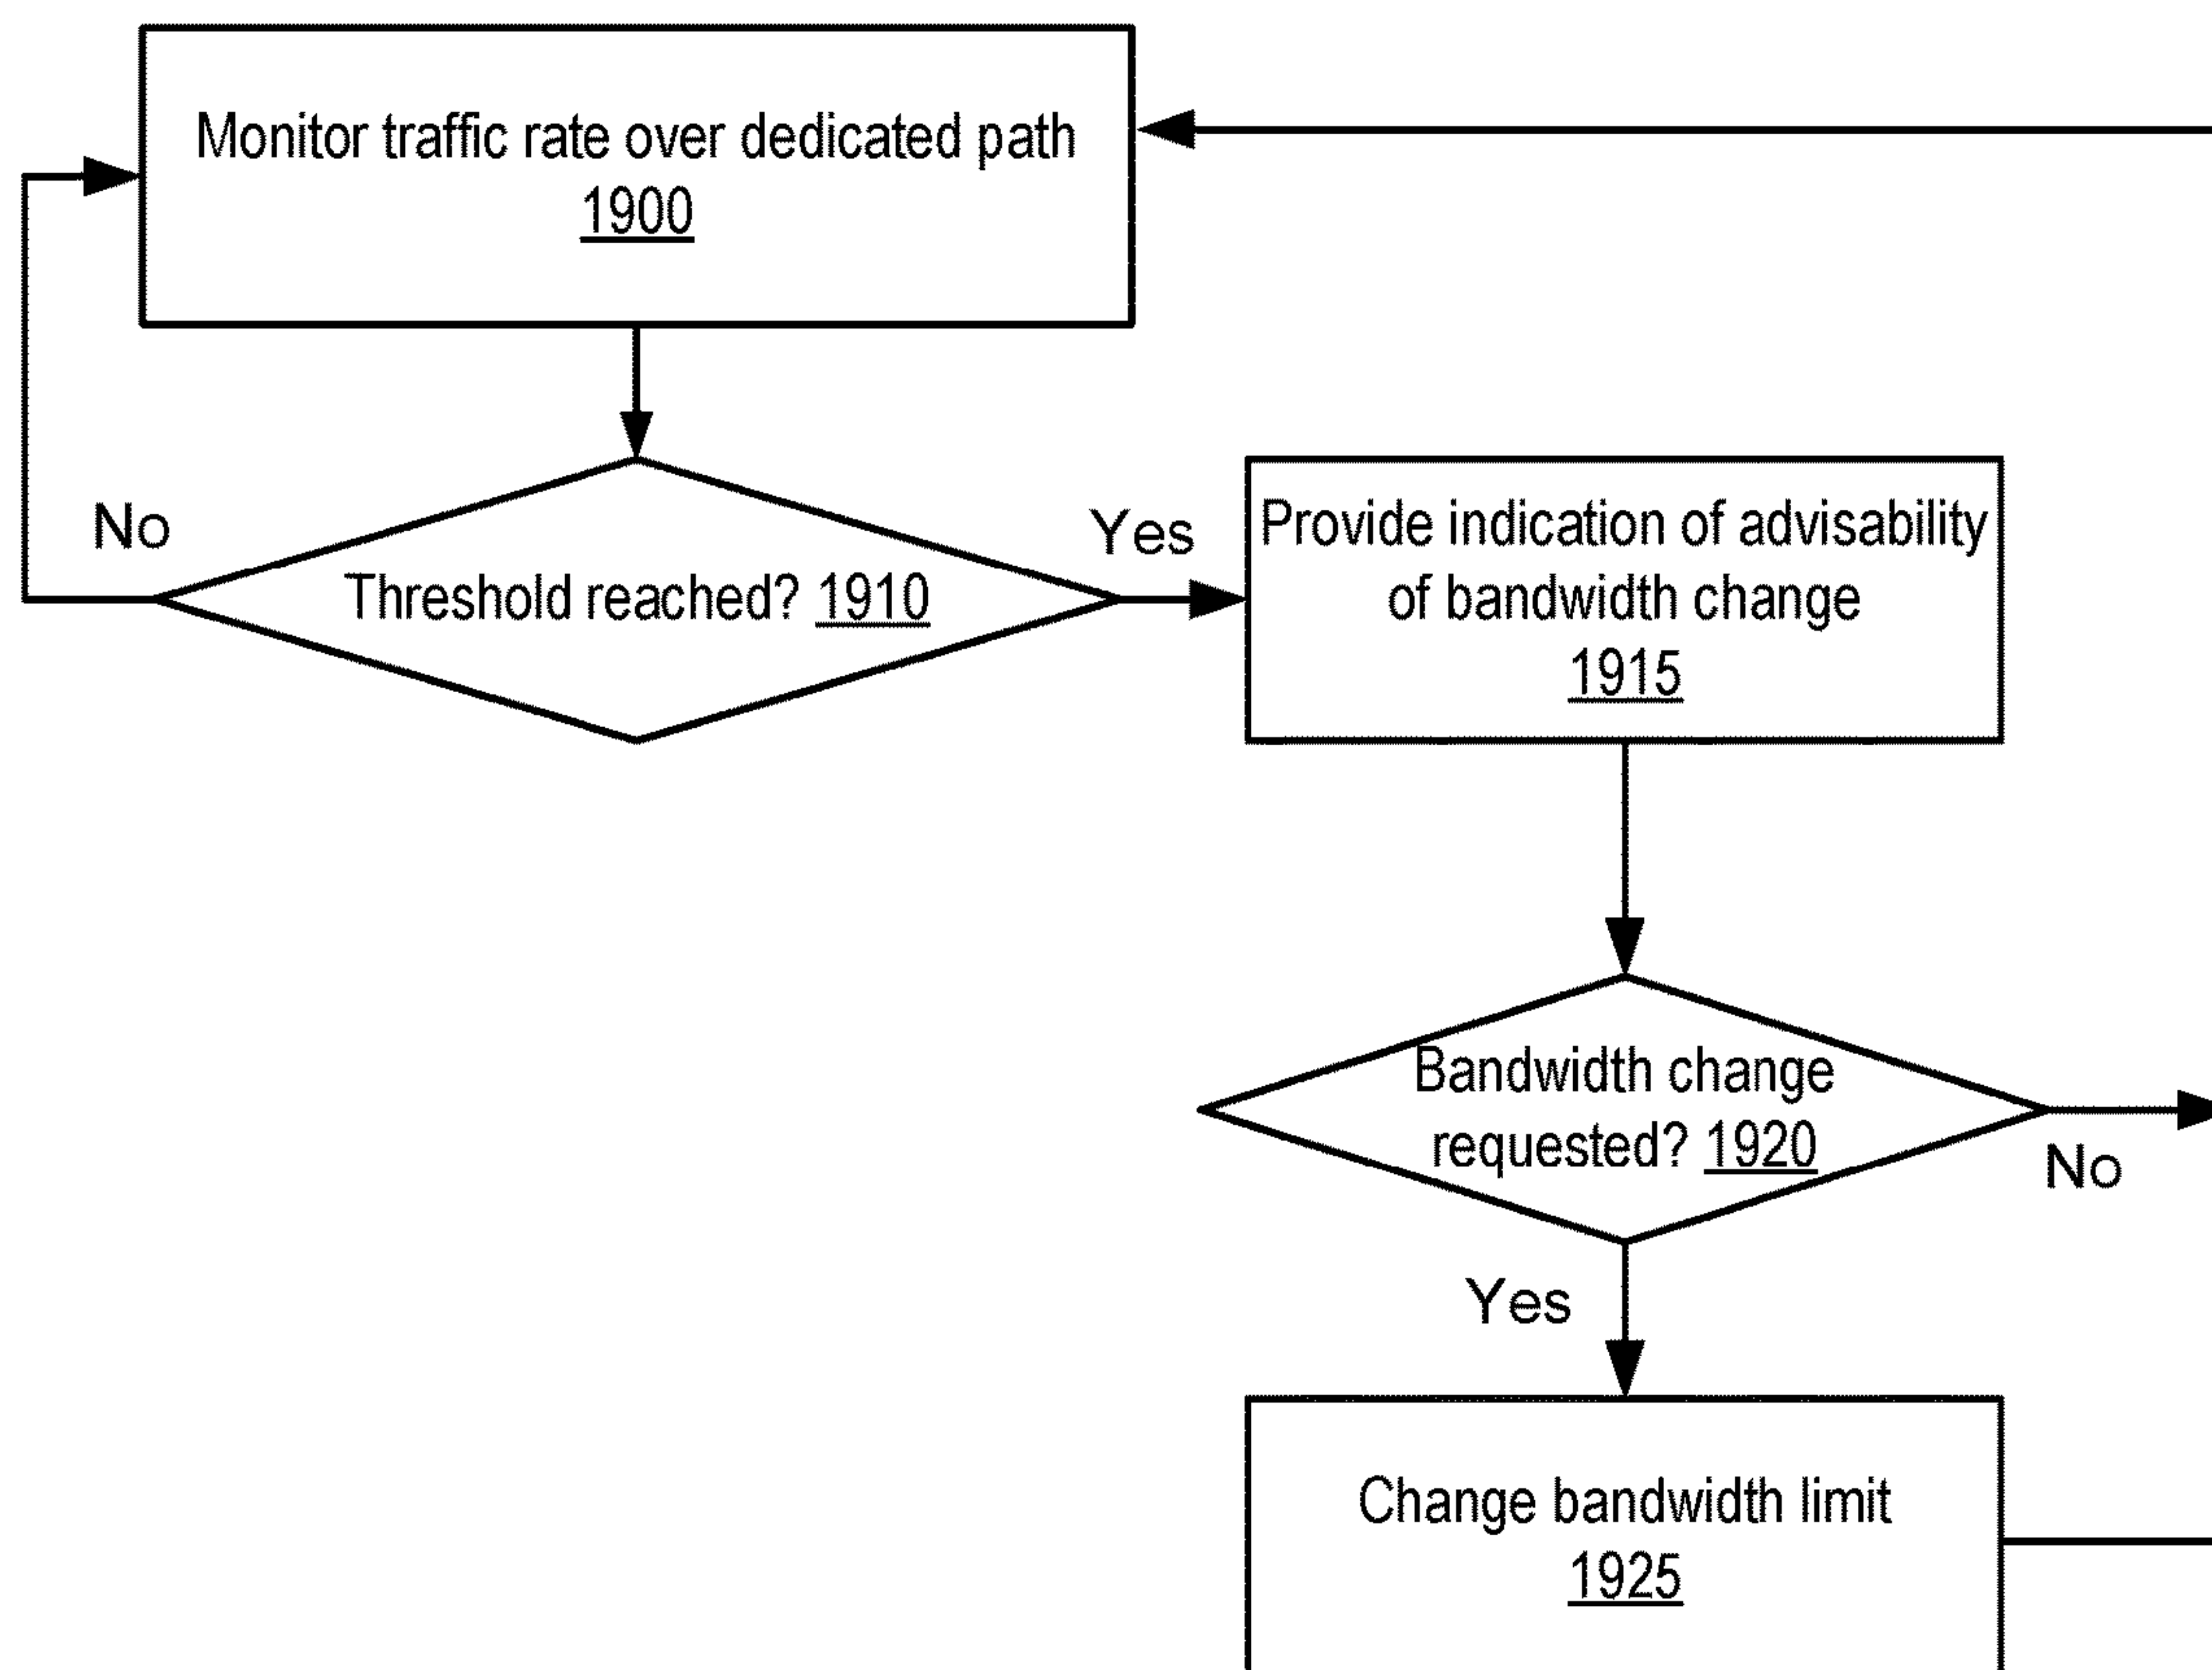 Monitor traffic rate over dedicated path
1900
No
Threshold reached? 1910
Yes
Provide indication of advisability
of bandwidth change
1915
Bandwidth change
requested? 1920
No
Yes
Change bandwidth limit
1925